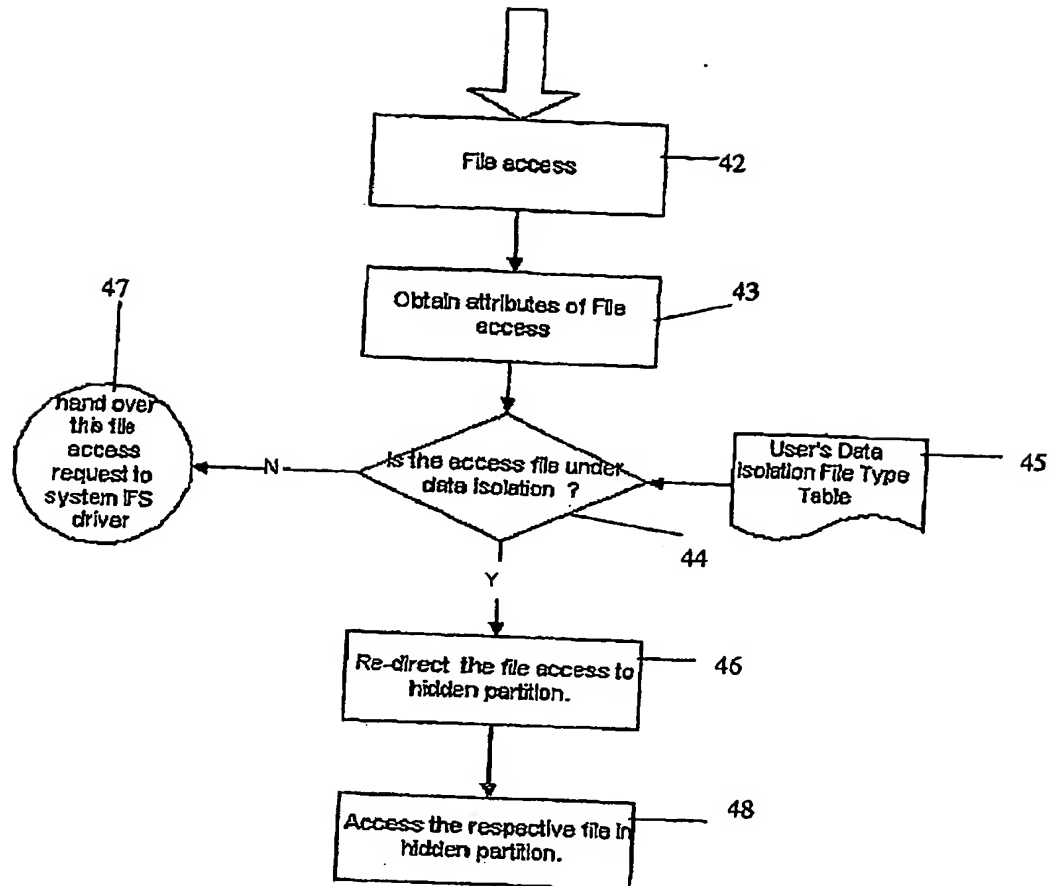 File access
42
Obtain attributes of File
access
43
47
hand over
this file
access
request to
system IFS
driver
N
Is the access file under
data isolation ?
User's Data
Isolation File Type
Table
45
44
Y
Re-direct the file access to
hidden partition.
46
Access the respective file in
hidden partition.
48